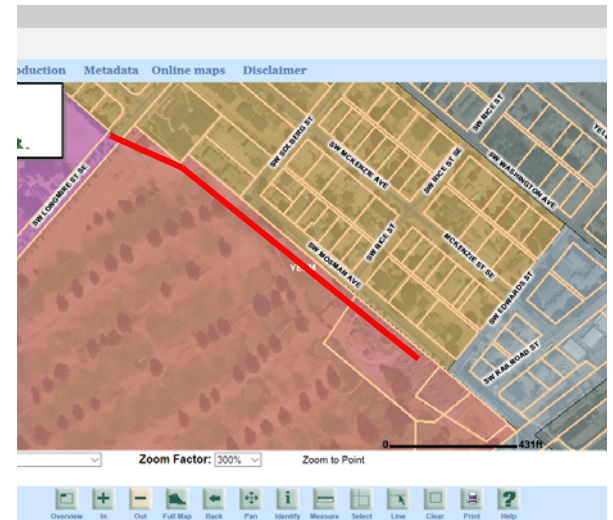 oduction Metadata Online maps Disclaimer
SW RICE ST
YEL
SW SOLBERG ST
SW MCKENZIE AVE
SW RICE ST SE
SW WASHINGTON AVE
SW LONGMIRE ST SE
SW RICE ST
MCKENZIE ST SE
SW MOSMAN AVE
YELM
SW EDWARDS ST
SW RAILROAD ST
0 431ft
Zoom Factor: 300% Zoom to Point
Overview In Out Full Map Back Pan Identify Measure Select Line Clear Print Help